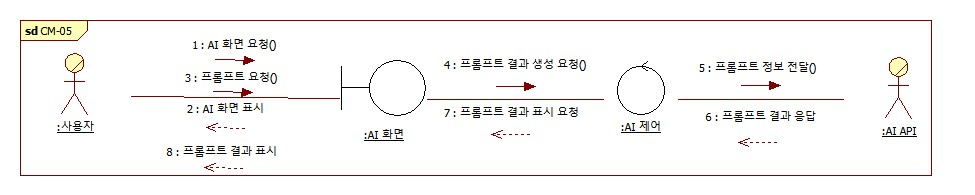 sd CM-05
1 : AI 화면 요청()
3 : 프롬프트 요청()
2 : AI 화면 표시
8 : 프롬프트 결과 표시
:사용자
:AI 화면
4 : 프롬프트 결과 생성 요청()
7 : 프롬프트 결과 표시 요청
:AI 제어
5 : 프롬프트 정보 전달()
6 : 프롬프트 결과 응답
:AI API